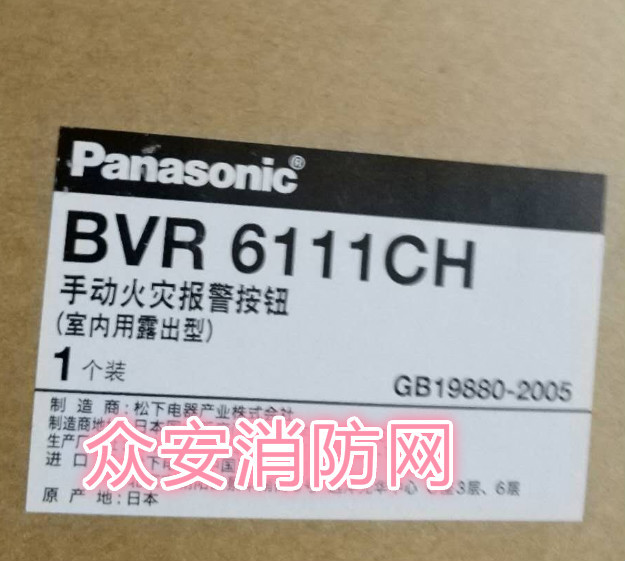 Panasonic®
BVR 6111CH
手动火灾报警按钮
(室内用露出型)
1个装
GB19880-2005
制 造 商:松下电器产业株式会社
制造商地 日本
生产厂
进 口 下
众安消防网
3层、6层
原 产 地:日本